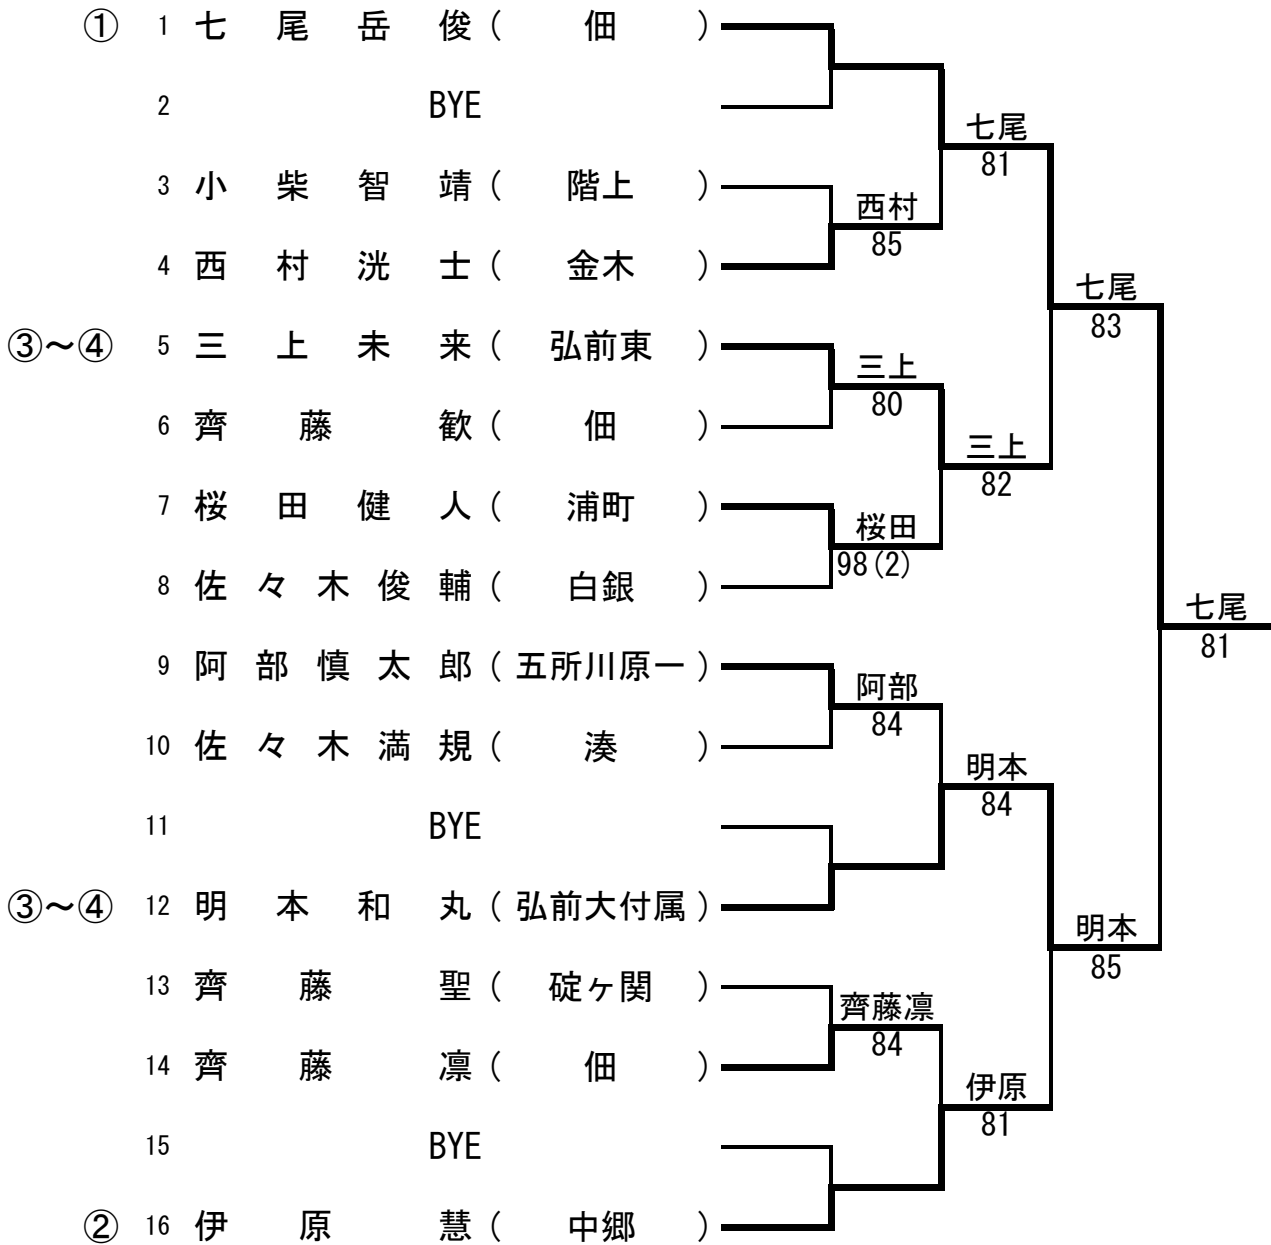 ① 1 七尾岳俊(佃)
2 BYE
七尾
81
3 小柴智靖(階上)
西村
85
4 西村洸士(金木)
七尾
83
③〜④ 5 三上未来(弘前東)
三上
80
6 齊藤歓(佃)
三上
82
7 桜田健人(浦町)
桜田
98(2)
8 佐々木俊輔(白銀)
七尾
81
9 阿部慎太郎(五所川原一)
阿部
84
10 佐々木満規(湊)
明本
84
11 BYE
③〜④ 12 明本和丸(弘前大付属)
明本
85
13 齊藤聖(碇ヶ関)
齊藤凛
84
14 齊藤凛(佃)
伊原
81
15 BYE
② 16 伊原慧(中郷)